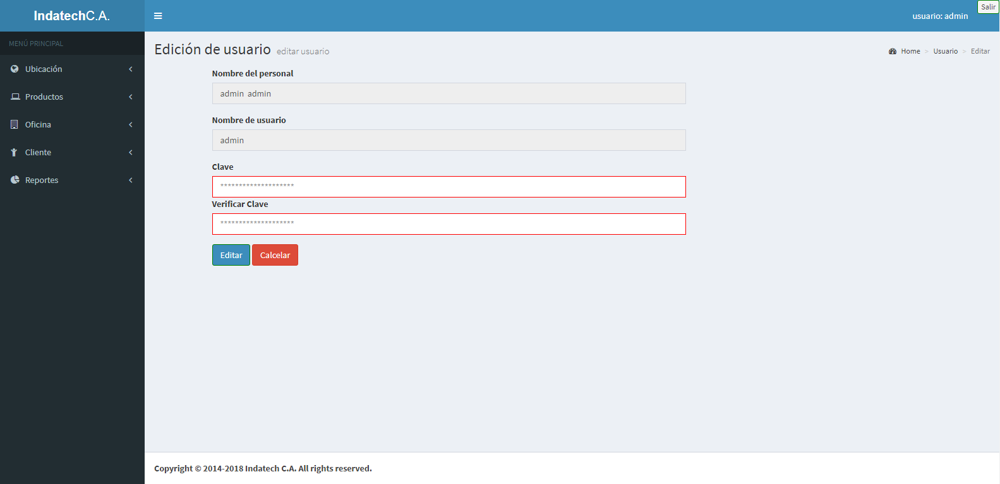 IndatechC.A.
usuario: admin
Salir
MENÚ PRINCIPAL
Ubicación
Productos
Oficina
Cliente
Reportes
Edición de usuario editar usuario
Home > Usuario > Editar
Nombre del personal
admin admin
Nombre de usuario
admin
Clave
********************
Verificar Clave
********************
Editar
Calcelar
Copyright © 2014-2018 Indatech C.A. All rights reserved.